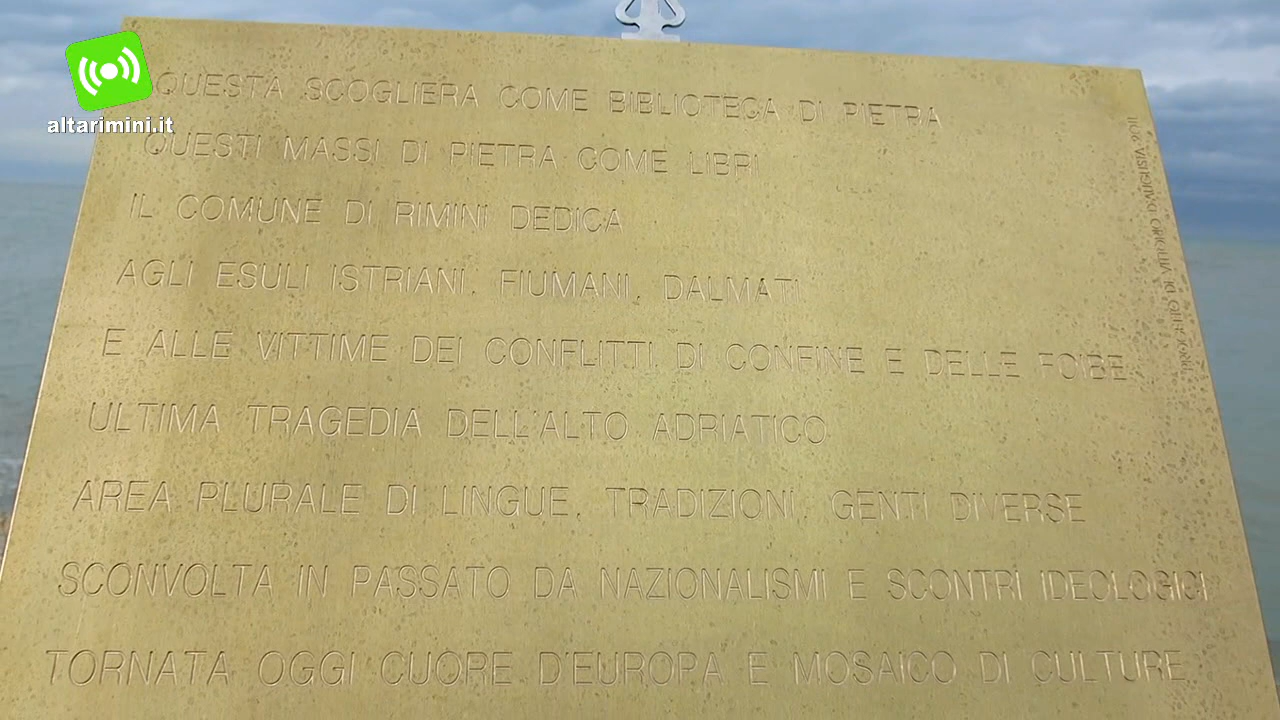 altarimini.it
QUESTA SCOGLIERA COME BIBLIOTECA DI PIETRA
QUESTI MASSI DI PIETRA COME LIBRI
IL COMUNE DI RIMINI DEDICA
AGLI ESULI ISTRIANI, FIUMANI, DALMATI
E ALLE VITTIME DEI CONFLITTI DI CONFINE E DELLE FOIBE
ULTIMA TRAGEDIA DELL'ALTO ADRIATICO
AREA PLURALE DI LINGUE, TRADIZIONI, GENTI DIVERSE
SCONVOLTA IN PASSATO DA NAZIONALISMI E SCONTRI IDEOLOGICI
TORNATA OGGI CUORE D'EUROPA E MOSAICO DI CULTURE